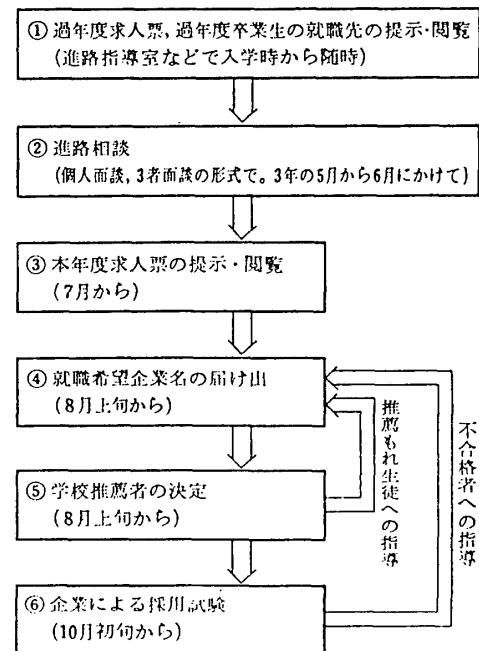 ① 過年度求人票，過年度卒業生の就職先の提示・閲覧
(進路指導室などで入学時から随時)
② 進路相談
(個人面談，3者面談の形式で。3年の5月から6月にかけて)
③ 本年度求人票の提示・閲覧
(7月から)
④ 就職希望企業名の届け出
(8月上旬から)
⑤ 学校推薦者の決定
(8月上旬から)
⑥ 企業による採用試験
(10月初旬から)
推薦もれ生徒への指導
不合格者への指導